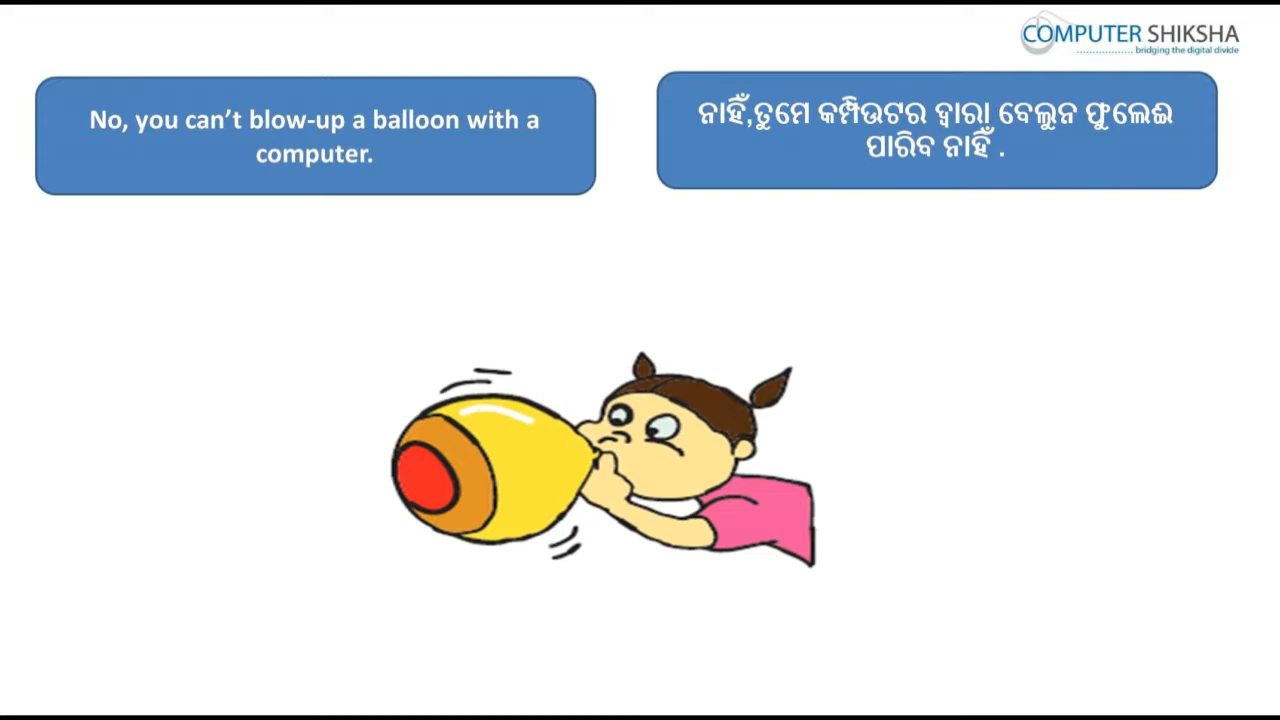 COMPUTER SHIKSHA
bridging the digital divide
No, you can't blow-up a balloon with a
computer.
ନାହିଁ,ତୁମେ କମ୍ପିଉଟର ଦ୍ୱାରା ବେଲୁନ ଫୁଲେଈ
ପାରିବ ନାହିଁ .